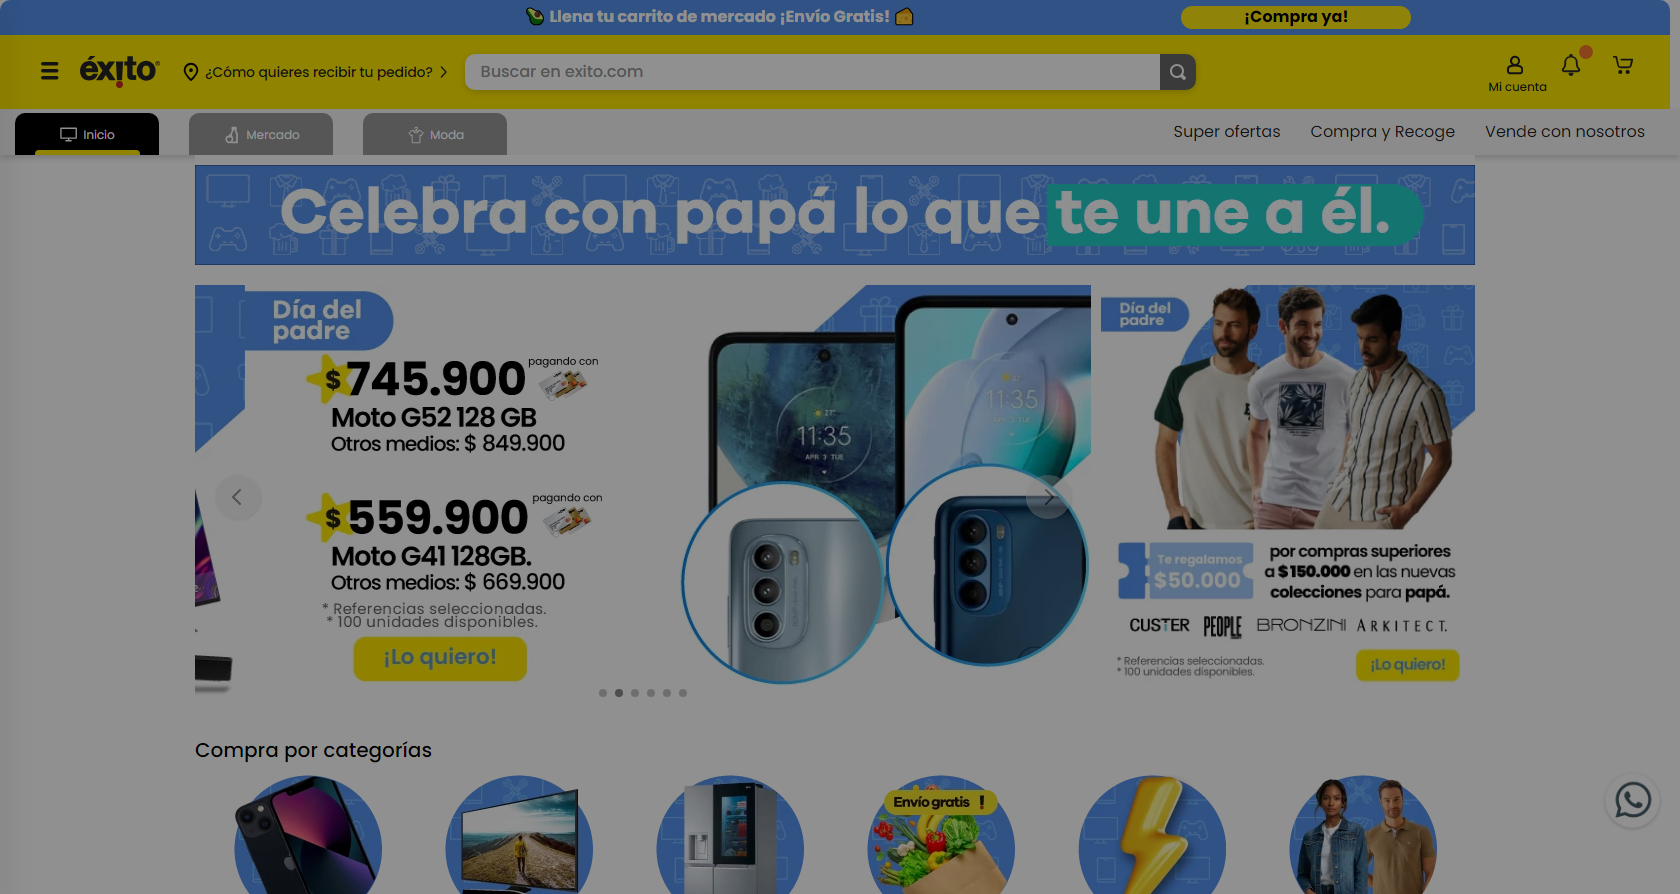 Llena tu carrito de mercado ¡Envío Gratis!
¡Compra ya!
éxito
¿Cómo quieres recibir tu pedido?
Buscar en exito.com
Mi cuenta
Inicio
Mercado
Moda
Super ofertas
Compra y Recoge
Vende con nosotros
Celebra con papá lo que te une a él.
Día del
padre
$745.900
pagando con
Moto G52 128 GB
Otros medios: $ 849.900
$559.900
pagando con
Moto G41 128GB.
Otros medios: $ 669.900
* Referencias seleccionadas.
* 100 unidades disponibles.
¡Lo quiero!
11:35
APR 3 TUE
11:35
Día del
padre
Te regalamos
$50.000
por compras superiores
a $150.000 en las nuevas
colecciones para papá.
CUSTER
PEOPLE
BRONZINI
ARKITECT.
* Referencias seleccionadas.
* 100 unidades disponibles.
¡Lo quiero!
Compra por categorías
Envío gratis !